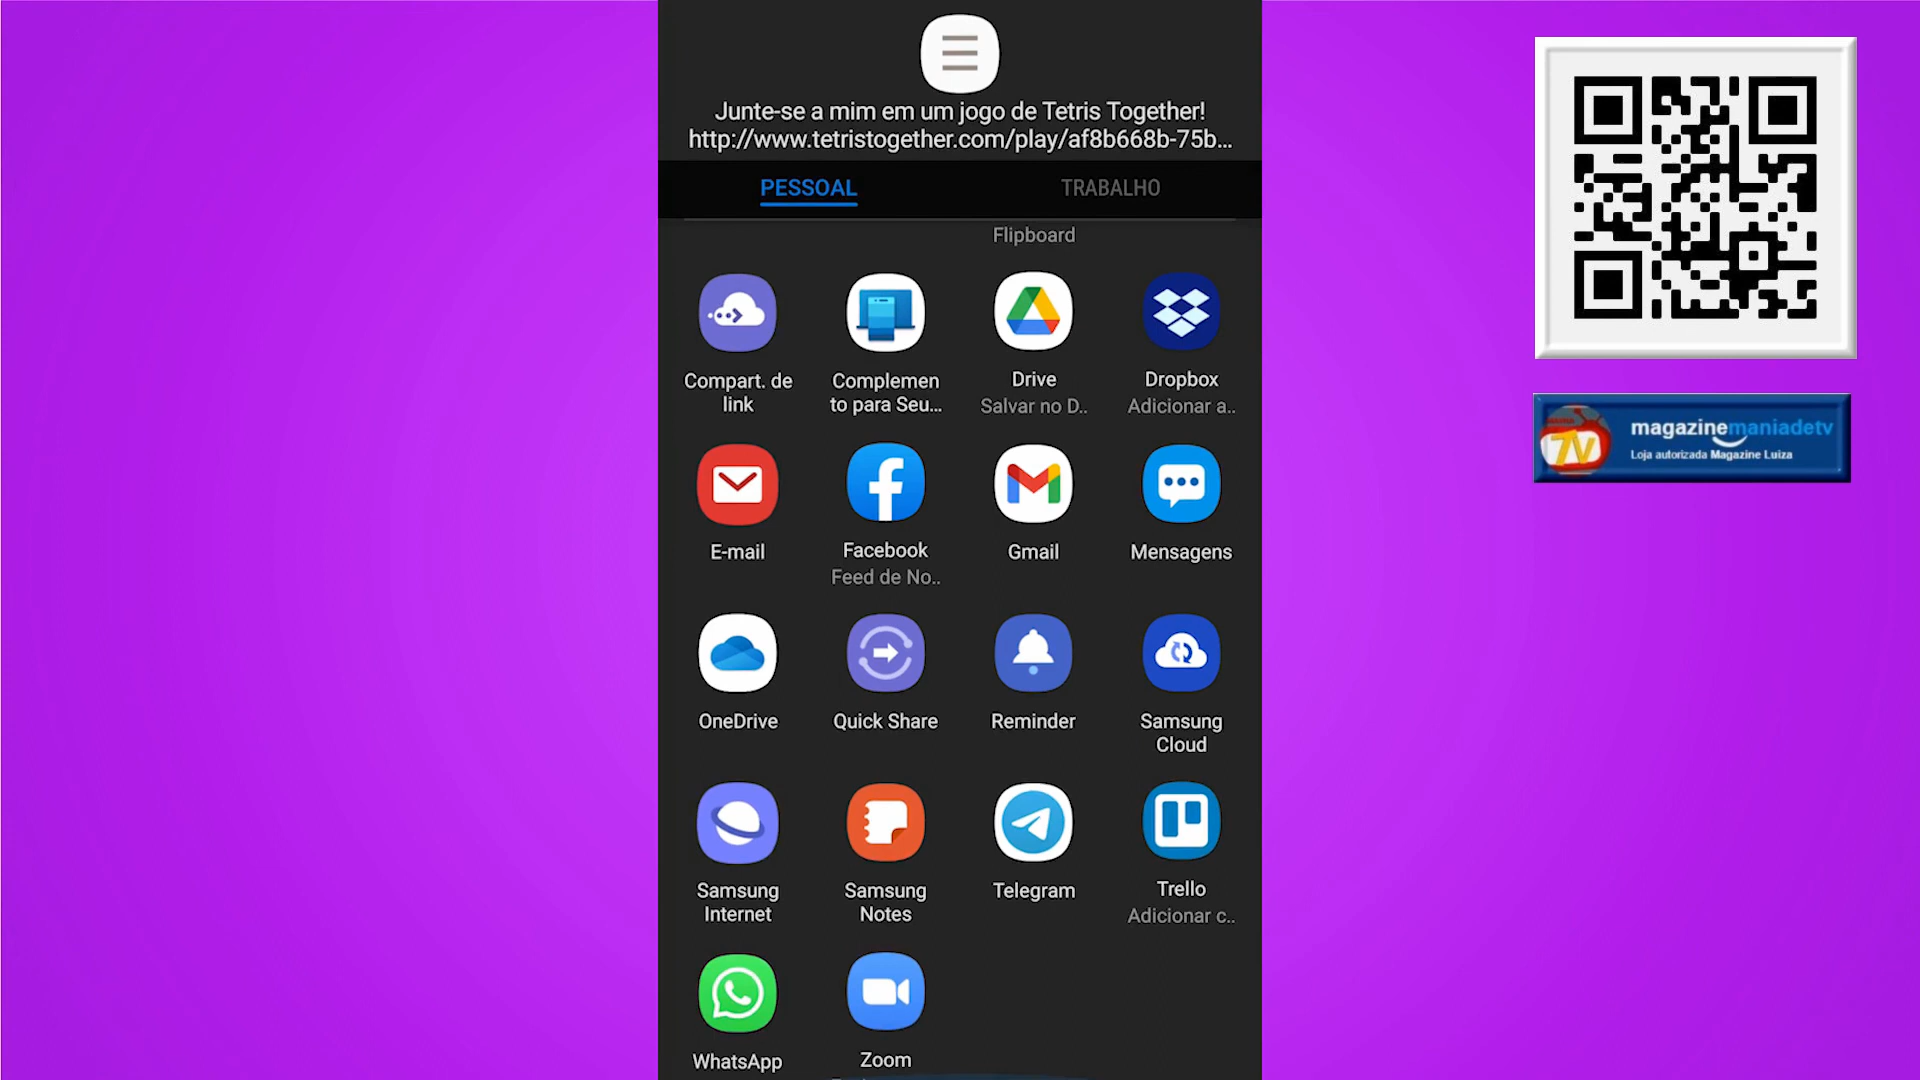 Junte-se a mim em um jogo de Tetris Together!
http://www.tetristogether.com/play/af8b668b-75b...
PESSOAL
TRABALHO
Flipboard
Compart. de
link
Complemen
to para Seu...
Drive
Salvar no D..
Dropbox
Adicionar a..
E-mail
Facebook
Feed de No..
Gmail
Mensagens
OneDrive
Quick Share
Reminder
Samsung
Cloud
Samsung
Internet
Samsung
Notes
Telegram
Trello
Adicionar c..
WhatsApp
Zoom
TV
magazinemaniadetv
Loja autorizada Magazine Luiza